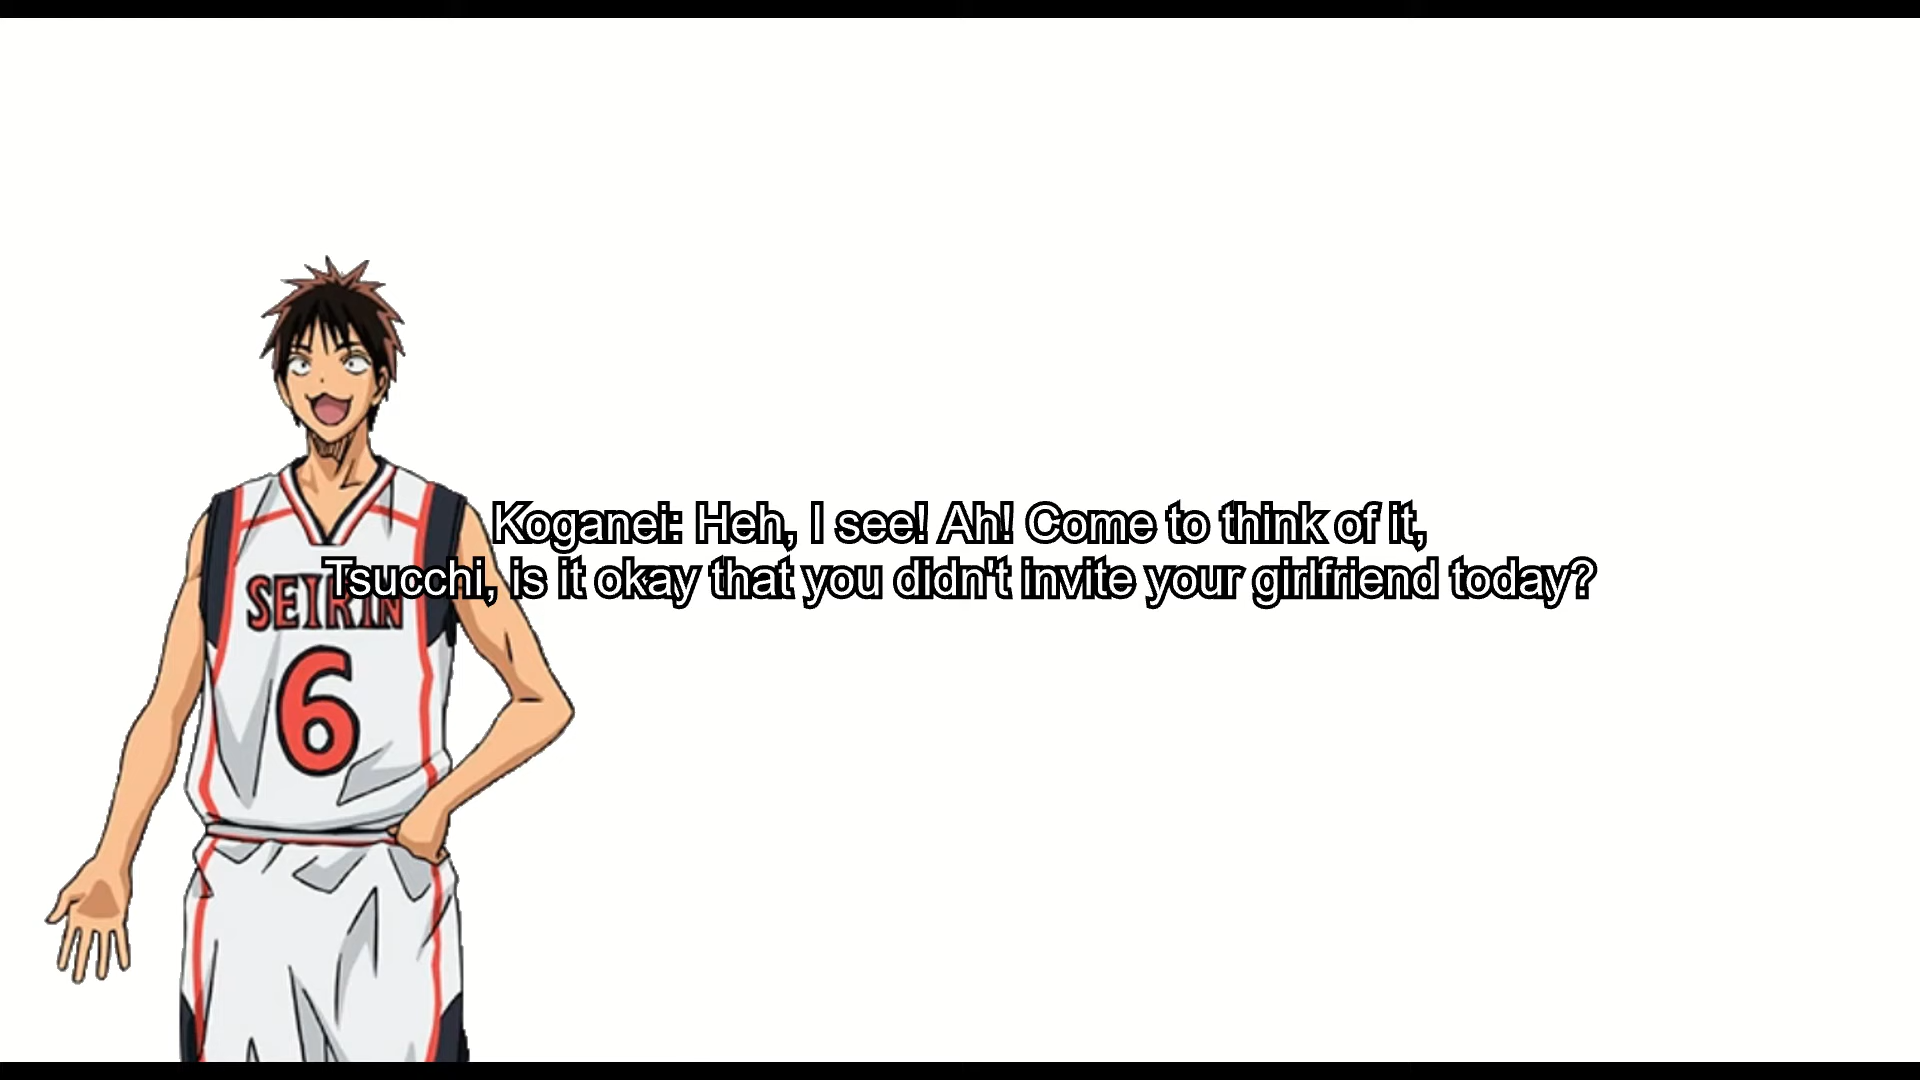 Koganei: Heh, I see! Ah! Come to think of it,
Tsucchi, is it okay that you didn't invite your girlfriend today?
SEIRIN
6